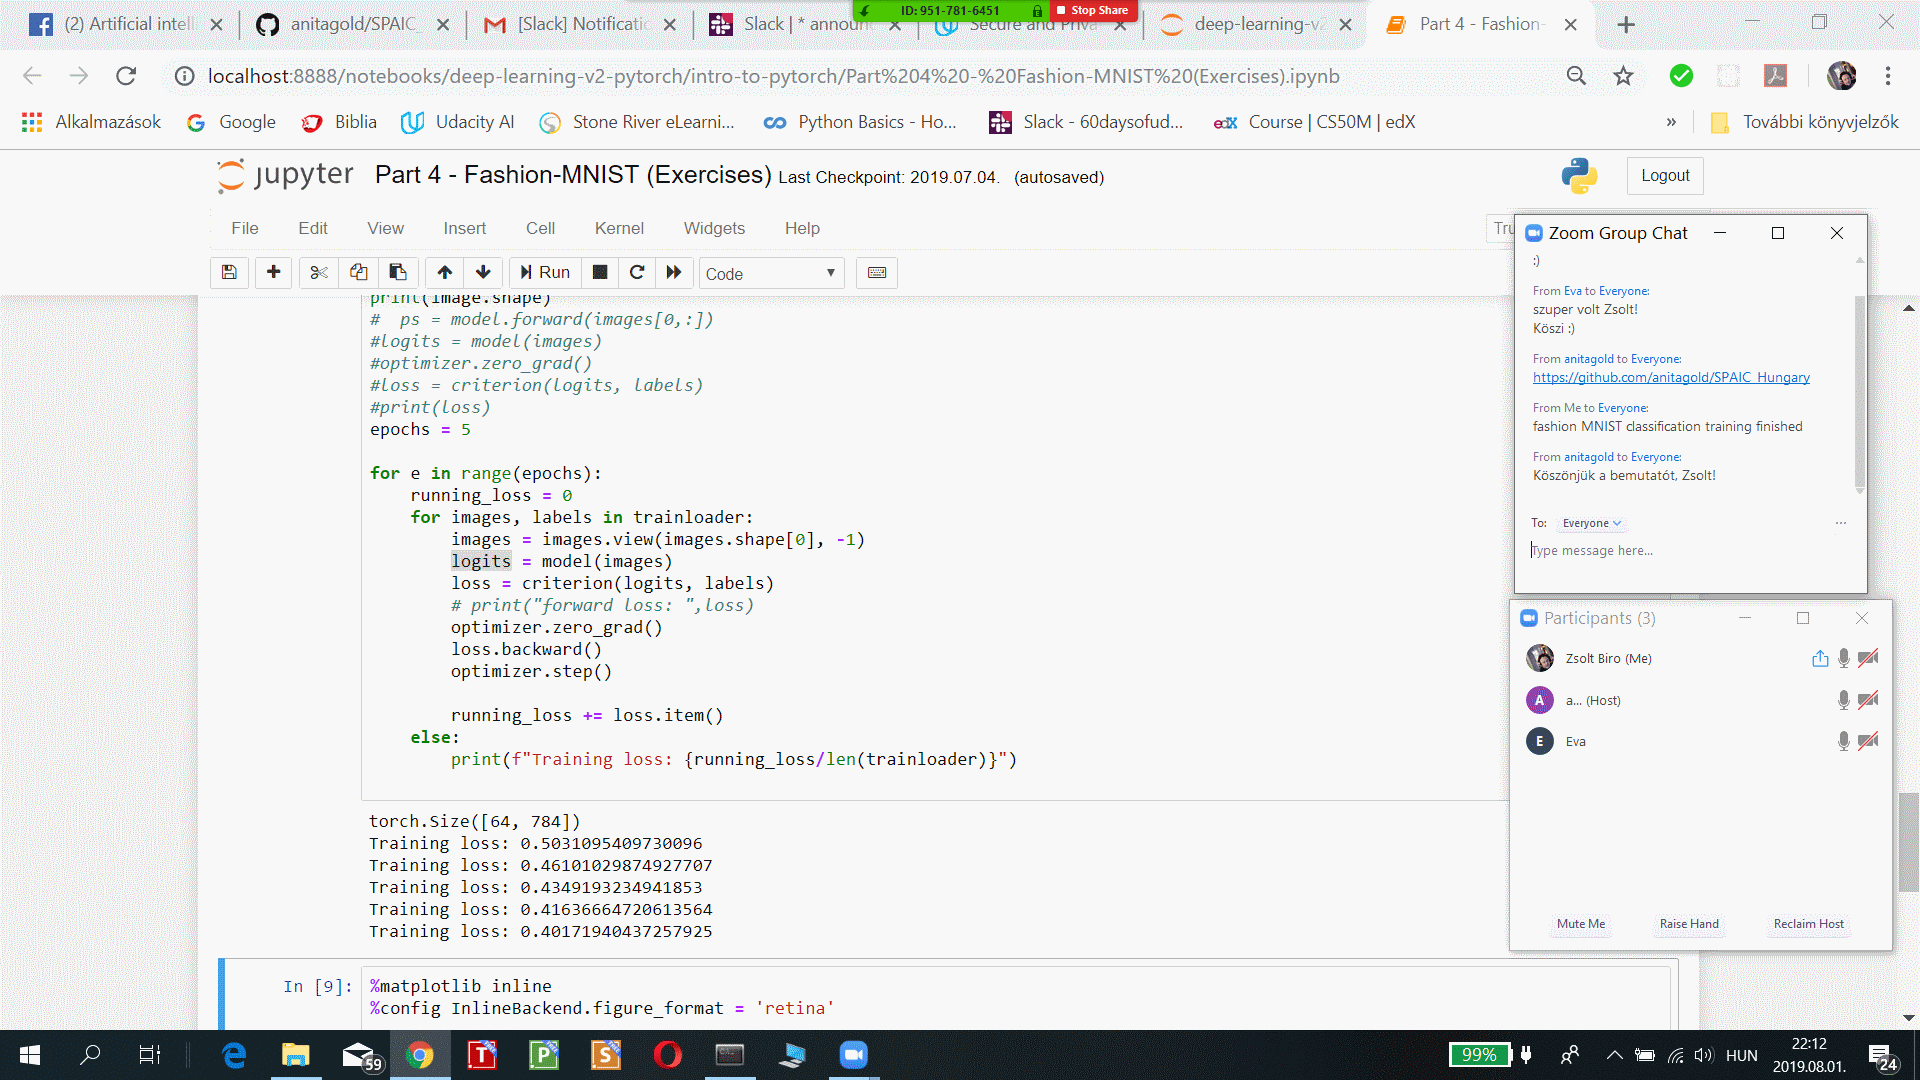 (2) Artificial intelli
anitagold/SPAIC_
[Slack] Notificatio
Slack | * announ
ID: 951-781-6451
Stop Share
Secure and Priva
deep-learning-v2
Part 4 - Fashion-
localhost:8888/notebooks/deep-learning-v2-pytorch/intro-to-pytorch/Part%204%20-%20Fashion-MNIST%20(Exercises).ipynb
Alkalmazások
Google
Biblia
Udacity AI
Stone River eLearni...
Python Basics - Ho...
Slack - 60daysofud...
edX
Course | CS50M | edX
»
További könyvjelzők
jupyter
Part 4 - Fashion-MNIST (Exercises) Last Checkpoint: 2019.07.04. (autosaved)
Logout
File Edit View Insert Cell Kernel Widgets Help
Tru
Run
Code
print(image.shape)
#  ps = model.forward(images[0,:])
#logits = model(images)
#optimizer.zero_grad()
#loss = criterion(logits, labels)
#print(loss)
epochs = 5
for e in range(epochs):
    running_loss = 0
    for images, labels in trainloader:
        images = images.view(images.shape[0], -1)
        logits = model(images)
        loss = criterion(logits, labels)
        # print("forward loss: ",loss)
        optimizer.zero_grad()
        loss.backward()
        optimizer.step()
        running_loss += loss.item()
    else:
        print(f"Training loss: {running_loss/len(trainloader)}")
torch.Size([64, 784])
Training loss: 0.5031095409730096
Training loss: 0.46101029874927707
Training loss: 0.4349193234941853
Training loss: 0.41636664720613564
Training loss: 0.40171940437257925
In [9]: %matplotlib inline
%config InlineBackend.figure_format = 'retina'
Zoom Group Chat
:)
From Eva to Everyone:
szuper volt Zsolt!
Köszi :)
From anitagold to Everyone:
https://github.com/anitagold/SPAIC_Hungary
From Me to Everyone:
fashion MNIST classification training finished
From anitagold to Everyone:
Köszönjük a bemutatót, Zsolt!
To: Everyone
...
Type message here...
Participants (3)
Zsolt Biro (Me)
A a... (Host)
E Eva
Mute Me
Raise Hand
Reclaim Host
59
T
P
S
99%
HUN
22:12
2019.08.01.
24